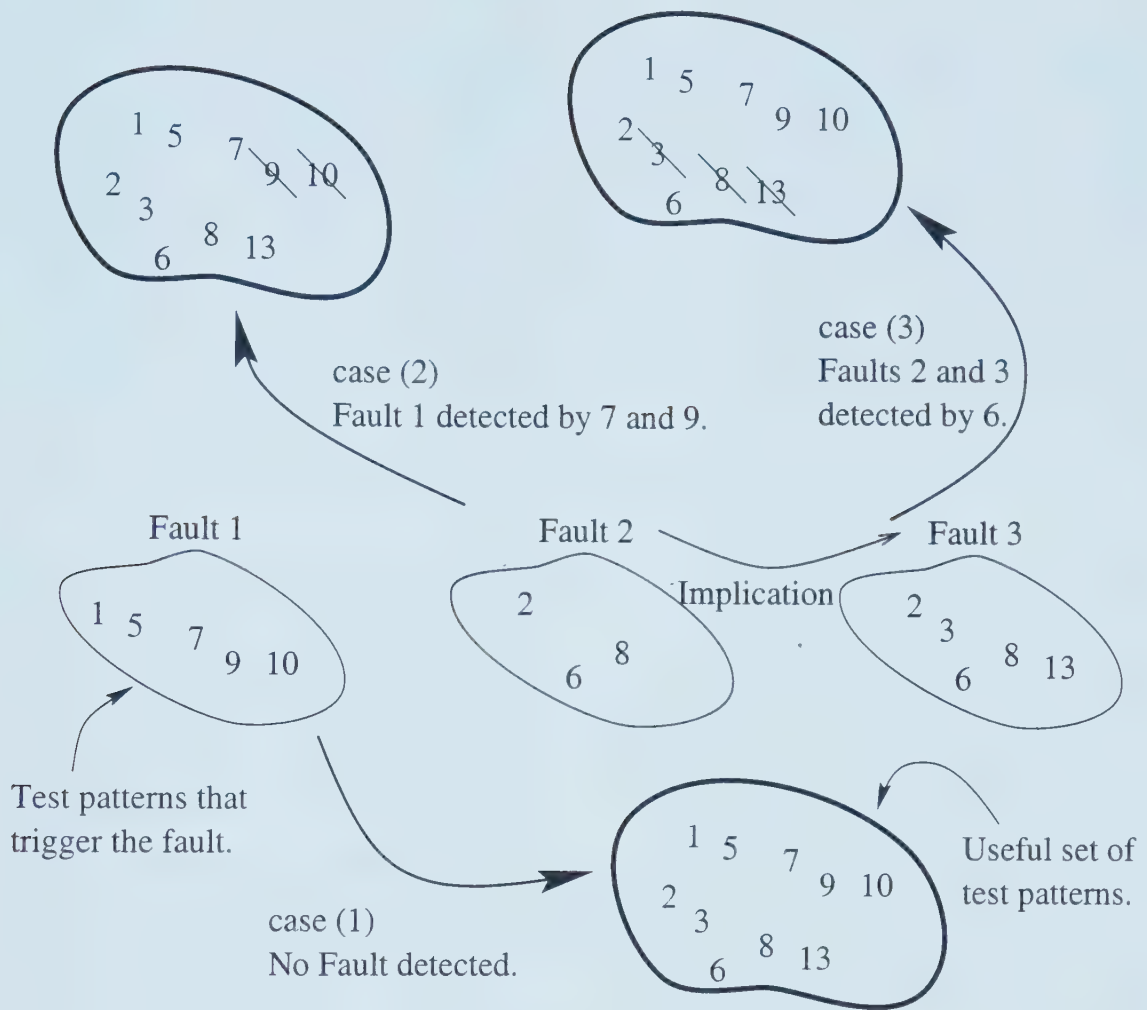 1 5 7 9 10
2 3 8 13
6
1 5 7 9 10
2 3 8 13
6
case (2)
Fault 1 detected by 7 and 9.
case (3)
Faults 2 and 3
detected by 6.
Fault 1
1 5 7 9 10
Fault 2
2 8
6
Implication
Fault 3
2 3 8 13
6
Test patterns that
trigger the fault.
case (1)
No Fault detected.
1 5 7 9 10
2 3 8 13
6
Useful set of
test patterns.